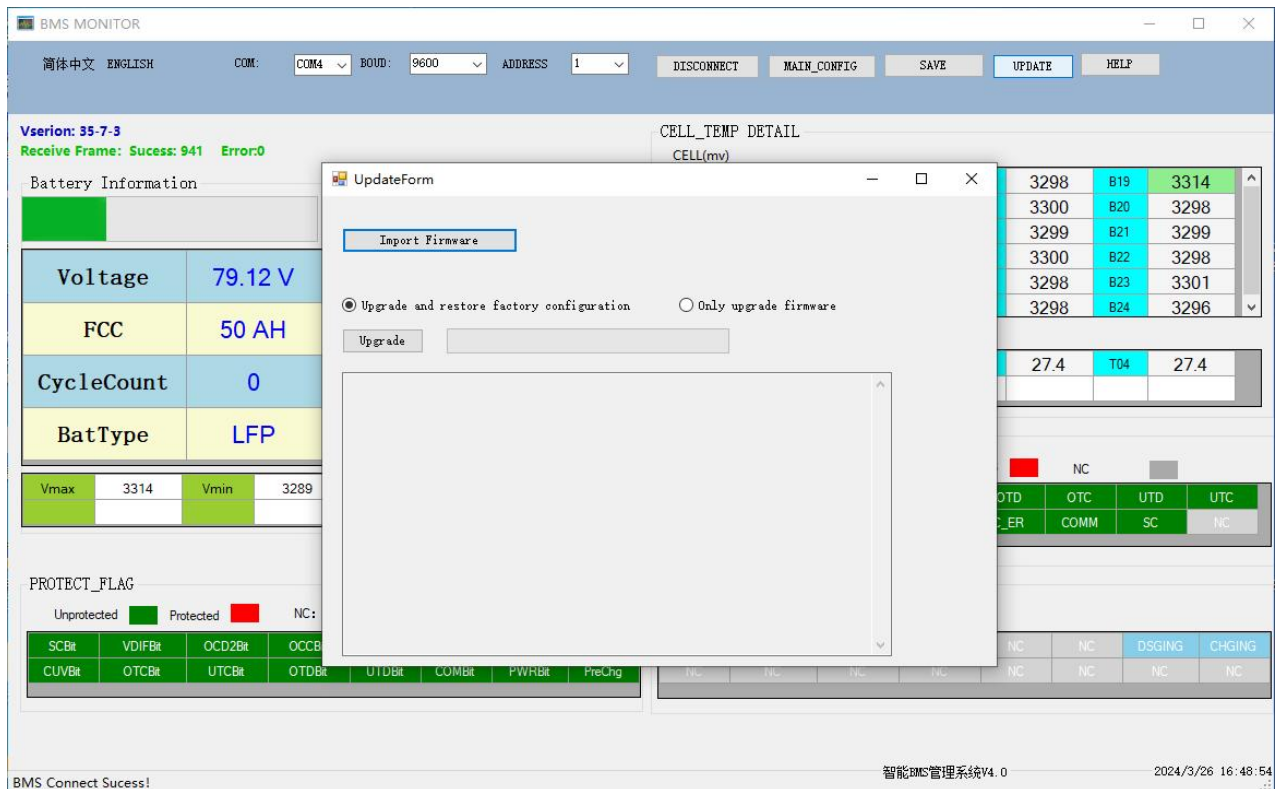 BMS MONITOR
简体中文 ENGLISH COM: COM4 BOUD: 9600 ADDRESS 1 DISCONNECT MAIN_CONFIG SAVE UPDATE HELP
Vserion: 35-7-3
Receive Frame: Sucess: 941 Error:0
Battery Information
Voltage 79.12 V
FCC 50 AH
CycleCount 0
BatType LFP
Vmax 3314 Vmin 3289
CELL_TEMP DETAIL
CELL(mv)
3298 B19 3314
3300 B20 3298
3299 B21 3299
3300 B22 3298
3298 B23 3301
3298 B24 3296
27.4 T04 27.4
NC
OTD OTC UTD UTC
C_ER COMM SC NC
UpdateForm
Import Firmware
Upgrade and restore factory configuration Only upgrade firmware
Upgrade
PROTECT_FLAG
Unprotected Protected NC:
SCBit VDIFBit OCD2Bit OCCB
CUVBit OTCBit UTCBit OTDBit UTDBit COMBit PWRBit PreChg
NC NC DSGING CHGING
NC NC NC NC NC NC NC NC
智能BMS管理系统V4.0 2024/3/26 16:48:54
BMS Connect Sucess!